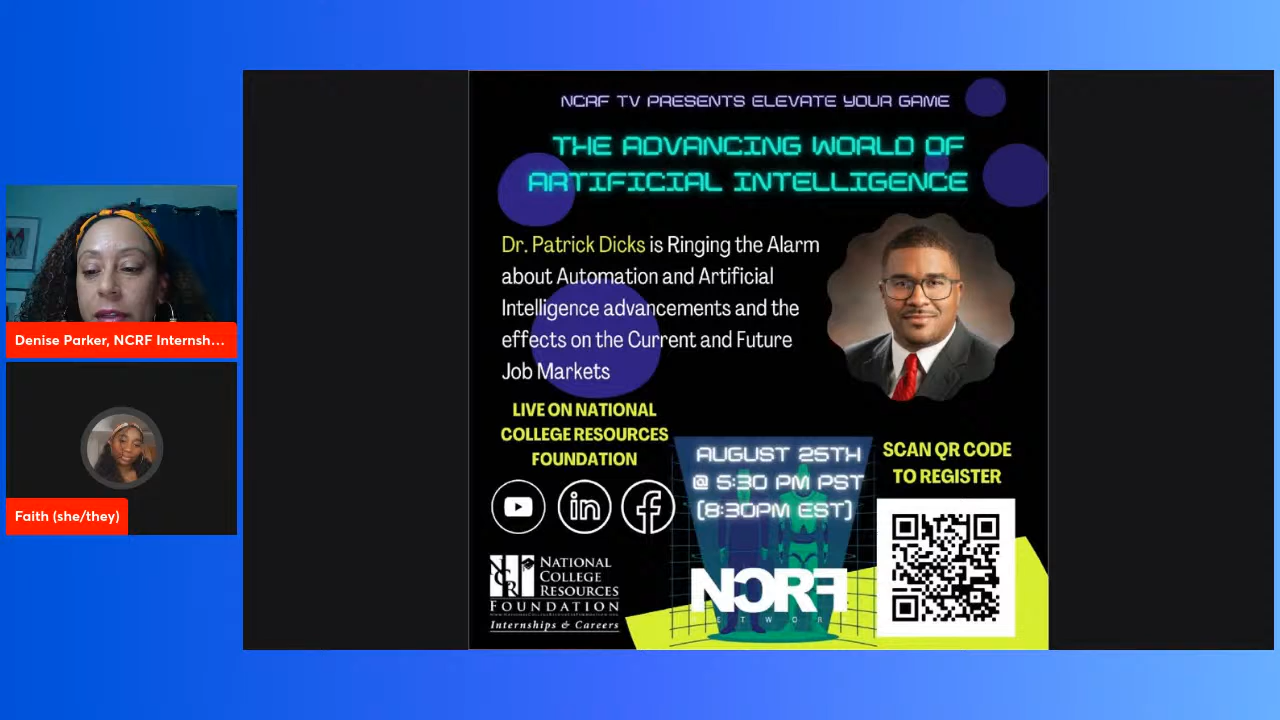 NCRF TV PRESENTS ELEVATE YOUR GAME
THE ADVANCING WORLD OF
ARTIFICIAL INTELLIGENCE
Dr. Patrick Dicks is Ringing the Alarm
about Automation and Artificial
Intelligence advancements and the
effects on the Current and Future
Job Markets
Denise Parker, NCRF Internsh...
Faith (she/they)
LIVE ON NATIONAL
COLLEGE RESOURCES
FOUNDATION
AUGUST 25TH
@ 5:30 PM PST
(8:30PM EST)
SCAN QR CODE
TO REGISTER
NCRF
NATIONAL
COLLEGE
RESOURCES
FOUNDATION
Internships & Careers
NCRF
NETWORK